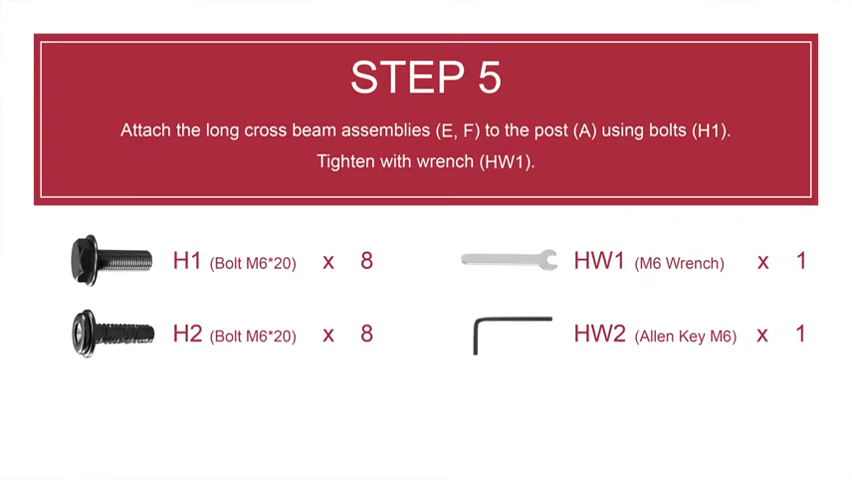 STEP 5
Attach the long cross beam assemblies (E, F) to the post (A) using bolts (H1).
Tighten with wrench (HW1).
H1 (Bolt M6*20) x 8
HW1 (M6 Wrench) x 1
H2 (Bolt M6*20) x 8
HW2 (Allen Key M6) x 1